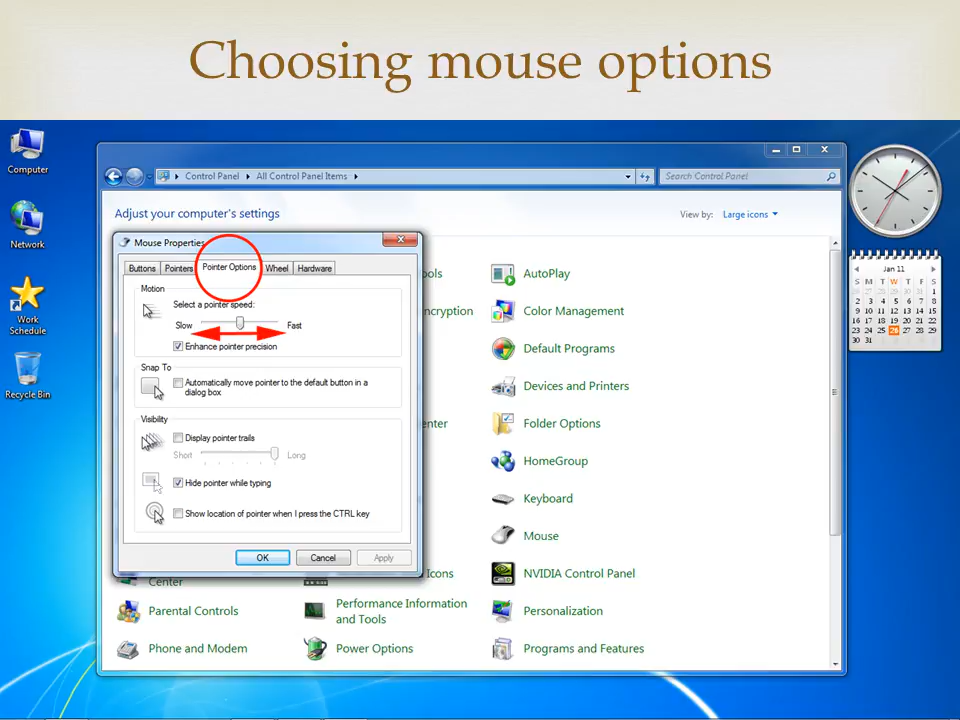 Choosing mouse options
Computer
Network
Work
Schedule
Recycle Bin
Control Panel
All Control Panel Items
Search Control Panel
Adjust your computer's settings
View by:
Large icons
Mouse Properties
Buttons
Pointers
Pointer Options
Wheel
Hardware
Motion
Select a pointer speed:
Slow
Fast
Enhance pointer precision
Snap To
Automatically move pointer to the default button in a
dialog box
Visibility
Display pointer trails
Short
Long
Hide pointer while typing
Show location of pointer when I press the CTRL key
OK
Cancel
Apply
ools
ncryption
enter
Icons
Center
Parental Controls
Phone and Modem
Performance Information
and Tools
Power Options
AutoPlay
Color Management
Default Programs
Devices and Printers
Folder Options
HomeGroup
Keyboard
Mouse
NVIDIA Control Panel
Personalization
Programs and Features
Jan 11
S M T W T F S
26 27 28 29 30 31 1
2 3 4 5 6 7 8
9 10 11 12 13 14 15
16 17 18 19 20 21 22
23 24 25 26 27 28 29
30 31